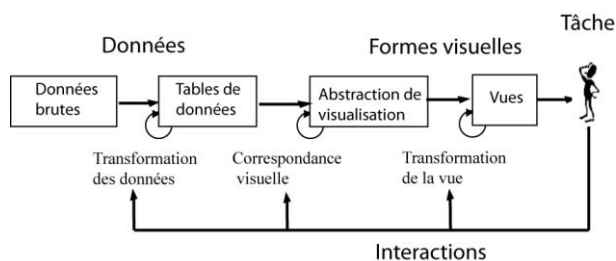 Tâche
Données
Formes visuelles
Données
brutes
Tables de
données
Abstraction de
visualisation
Vues
Transformation
des données
Correspondance
visuelle
Transformation
de la vue
Interactions